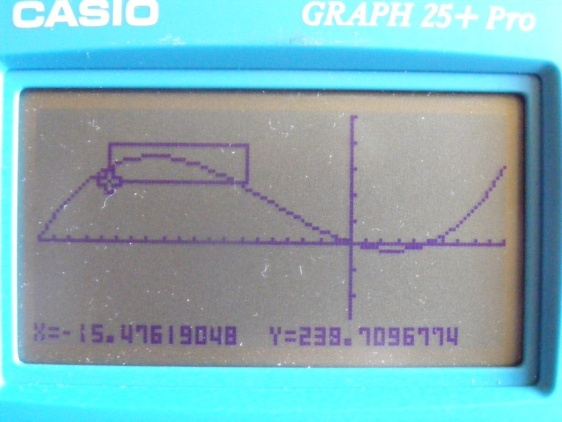 CASIO
GRAPH 25+ Pro
X=-15.47619048 Y=239.7096774